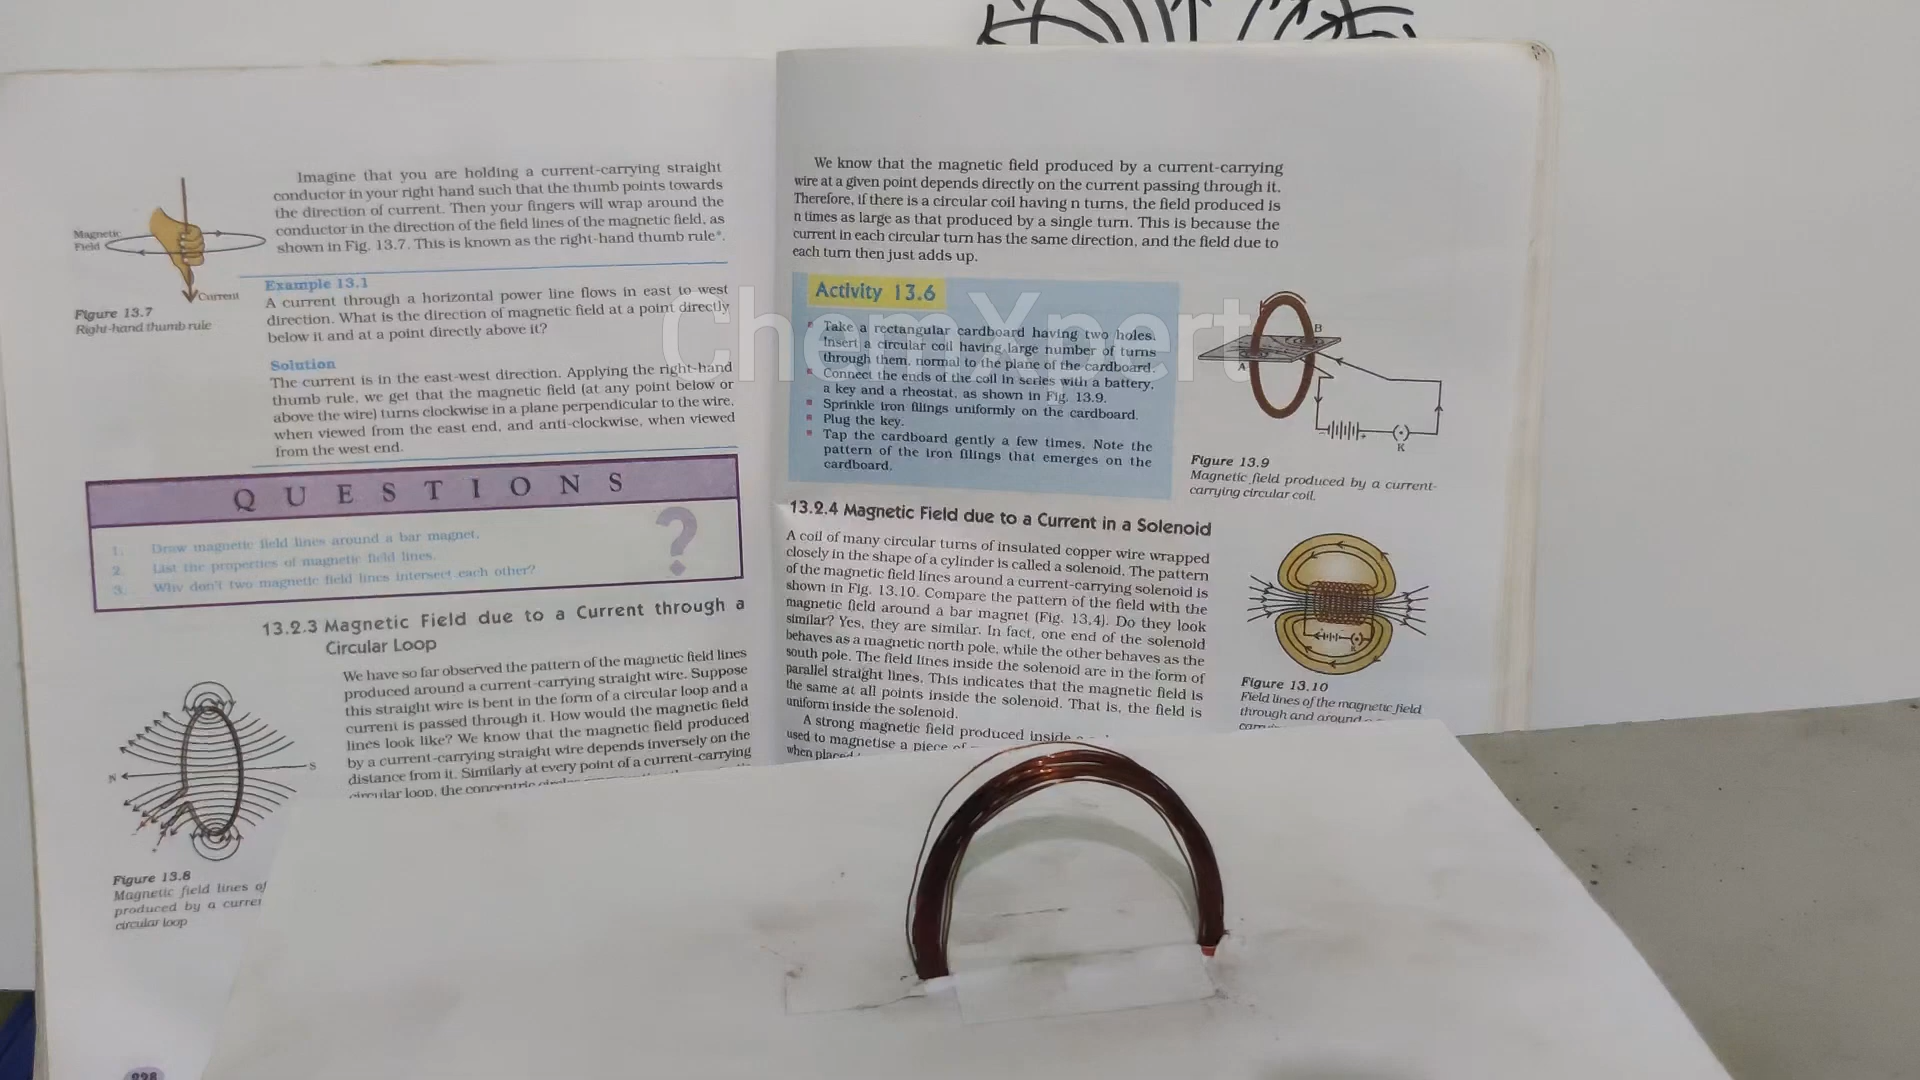 Imagine that you are holding a current-carrying straight
conductor in your right hand such that the thumb points towards
the direction of current. Then your fingers will wrap around the
conductor in the direction of the field lines of the magnetic field, as
shown in Fig. 13.7. This is known as the right-hand thumb rule*.
Magnetic
Field
Current
Figure 13.7
Right-hand thumb rule
Example 13.1
A current through a horizontal power line flows in east to west
direction. What is the direction of magnetic field at a point directly
below it and at a point directly above it?
Solution
The current is in the east-west direction. Applying the right-hand
thumb rule, we get that the magnetic field (at any point below or
above the wire) turns clockwise in a plane perpendicular to the wire,
when viewed from the east end, and anti-clockwise, when viewed
from the west end.
QUESTIONS
?
1. Draw magnetic field lines around a bar magnet.
2. List the properties of magnetic field lines.
3. Why don't two magnetic field lines intersect each other?
13.2.3 Magnetic Field due to a Current through a
Circular Loop
We have so far observed the pattern of the magnetic field lines
produced around a current-carrying straight wire. Suppose
this straight wire is bent in the form of a circular loop and a
current is passed through it. How would the magnetic field
lines look like? We know that the magnetic field produced
by a current-carrying straight wire depends inversely on the
distance from it. Similarly at every point of a current-carrying
circular loop, the concentric
N
S
Figure 13.8
Magnetic field lines of
produced by a
circular loop
228
We know that the magnetic field produced by a current-carrying
wire at a given point depends directly on the current passing through it.
Therefore, if there is a circular coil having n turns, the field produced is
n times as large as that produced by a single turn. This is because the
current in each circular turn has the same direction, and the field due to
each turn then just adds up.
Activity 13.6
Take a rectangular cardboard having two holes.
Insert a circular coil having large number of turns
through them, normal to the plane of the cardboard.
Connect the ends of the coil in series with a battery,
a key and a rheostat, as shown in Fig. 13.9.
Sprinkle iron filings uniformly on the cardboard.
Plug the key.
Tap the cardboard gently a few times. Note the
pattern of the iron filings that emerges on the
cardboard.
A
B
K
Figure 13.9
Magnetic field produced by a current-
carrying circular coil.
13.2.4 Magnetic Field due to a Current in a Solenoid
A coil of many circular turns of insulated copper wire wrapped
closely in the shape of a cylinder is called a solenoid. The pattern
of the magnetic field lines around a current-carrying solenoid is
shown in Fig. 13.10. Compare the pattern of the field with the
magnetic field around a bar magnet (Fig. 13.4). Do they look
similar? Yes, they are similar. In fact, one end of the solenoid
behaves as a magnetic north pole, while the other behaves as the
south pole. The field lines inside the solenoid are in the form of
parallel straight lines. This indicates that the magnetic field is
the same at all points inside the solenoid. That is, the field is
uniform inside the solenoid.
A strong magnetic field produced inside a
used to magnetise a piece of
when placed
K
Figure 13.10
Field lines of the magnetic field
through and around
ChemXpert